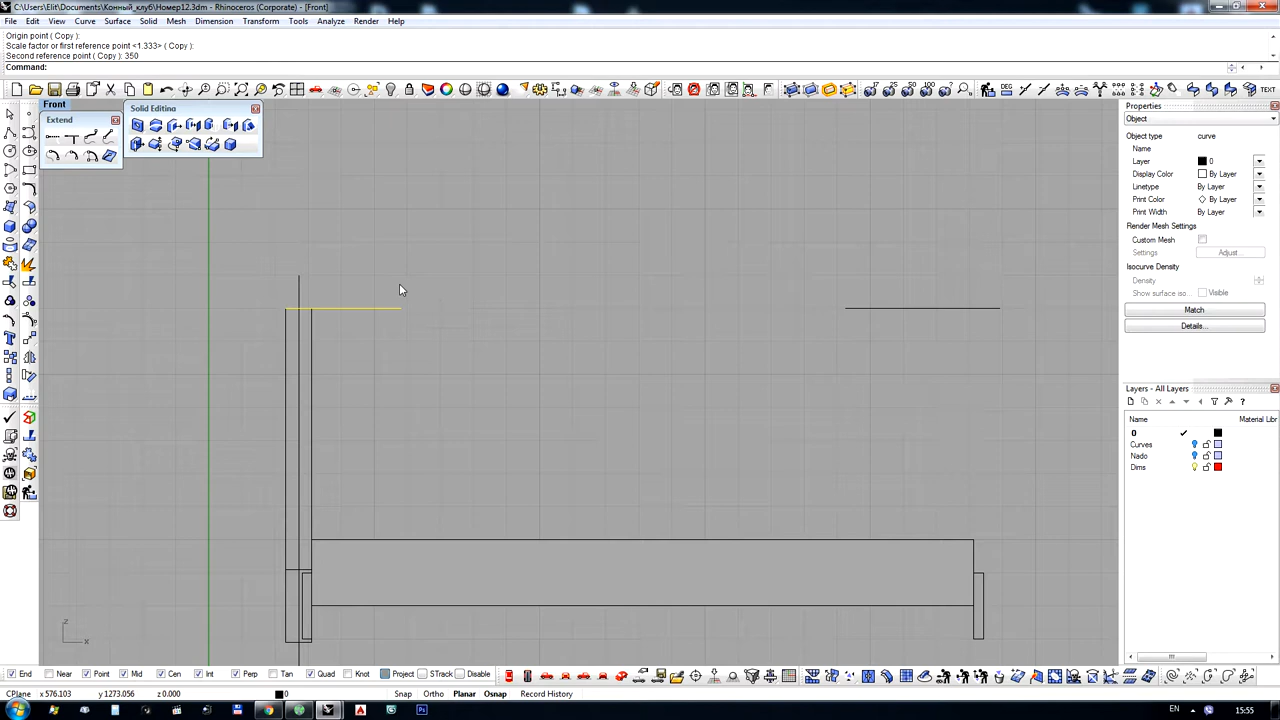 C:\Users\Elit\Documents\Конный_клуб\Номер12.3dm - Rhinoceros (Corporate) - [Front]
File Edit View Curve Surface Solid Mesh Dimension Transform Tools Analyze Render Help
Origin point ( Copy ):
Scale factor or first reference point <1.333> ( Copy ):
Second reference point ( Copy ): 350
Command:
Front
Extend
Solid Editing
TEXT
Properties
Object
Object type curve
Name
Layer 0
Display Color By Layer
Linetype By Layer
Print Color By Layer
Print Width By Layer
Render Mesh Settings
Custom Mesh
Settings Adjust...
Isocurve Density
Density
Show surface iso... Visible
Match
Details...
Layers - All Layers
Name Material Libr
0
Curves
Nado
Dims
z
x
End Near Point Mid Cen Int Perp Tan Quad Knot Project STrack Disable
CPlane x 576.103 y 1273.056 z 0.000 0 Snap Ortho Planar Osnap Record History
EN 15:55